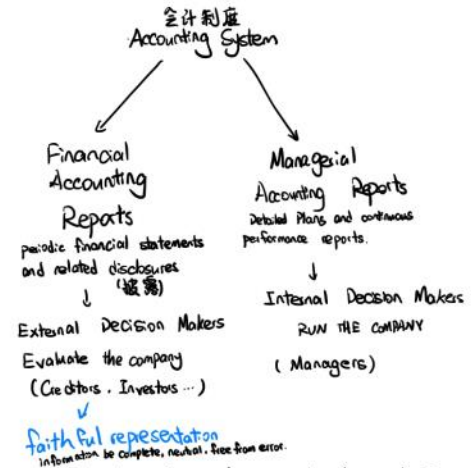 会计制度
Accounting System
Financial
Accounting
Reports
periodic financial statements
and related disclosures
(披露)
External Decision Makers
Evaluate the company
(Creditors. Investors...)
faithful representation
information be complete, neutral, free from error.
Managerial
Accounting Reports
Detailed Plans and continuous
performance reports.
Internal Decision Makers
RUN THE COMPANY
(Managers)